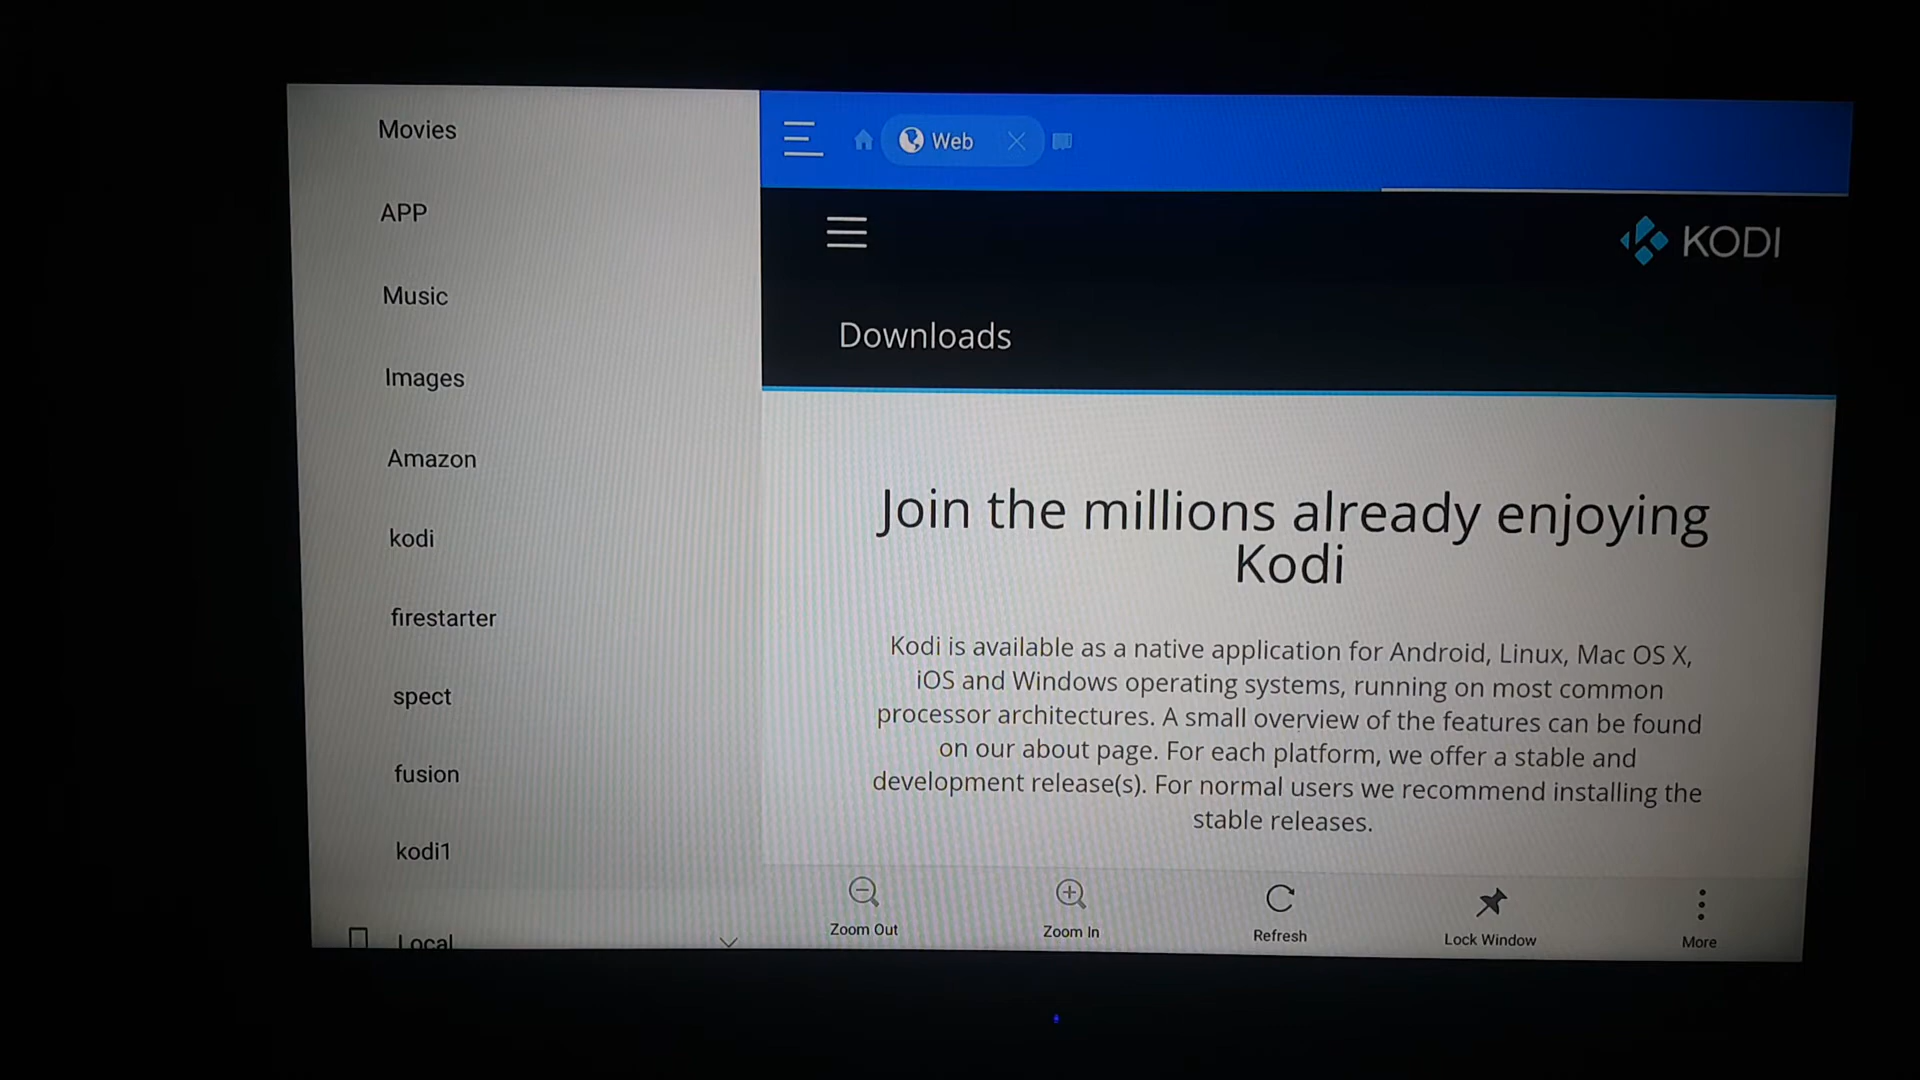 Movies
APP
Music
Images
Amazon
kodi
firestarter
spect
fusion
kodi1
Local
Web
KODI
Downloads
Join the millions already enjoying
Kodi
Kodi is available as a native application for Android, Linux, Mac OS X,
iOS and Windows operating systems, running on most common
processor architectures. A small overview of the features can be found
on our about page. For each platform, we offer a stable and
development release(s). For normal users we recommend installing the
stable releases.
Zoom Out
Zoom In
Refresh
Lock Window
More